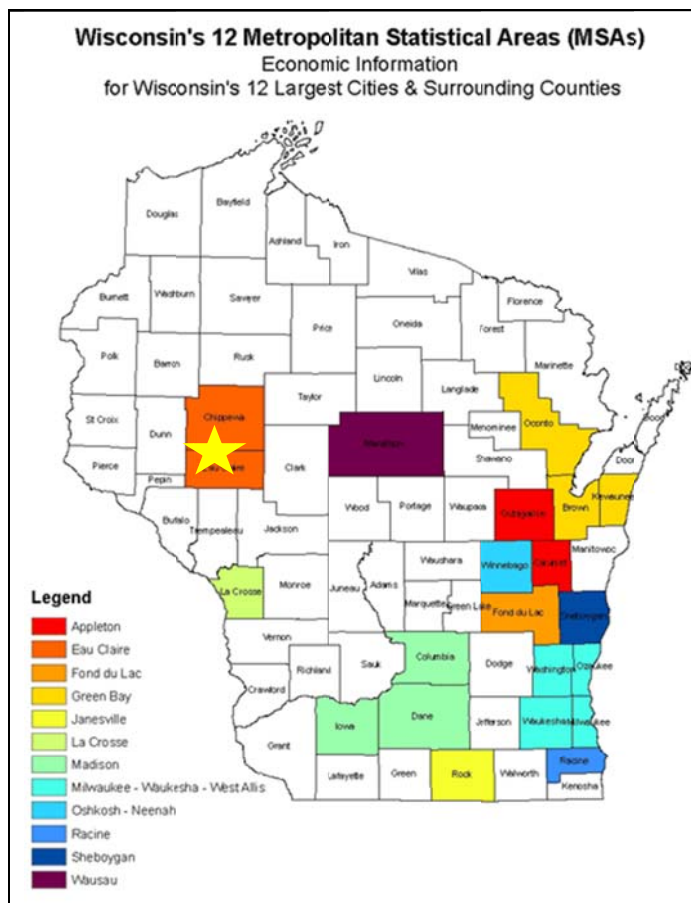 Wisconsin's 12 Metropolitan Statistical Areas (MSAs)
Economic Information
for Wisconsin's 12 Largest Cities & Surrounding Counties
Douglas
Bayfield
Ashland
Iron
Vilas
Florence
Burnett
Washburn
Sawyer
Price
Oneida
Forest
Marinette
Polk
Barron
Rusk
Lincoln
Langlade
Taylor
Chippewa
Oconto
Menominee
St Croix
Dunn
Marathon
Door
Shawano
Clark
Door
Pierce
Eau Claire
Pepin
Kewaunee
Brown
Wood
Portage
Waupaca
Outagamie
Buffalo
Trempealeau
Jackson
Manitowoc
Waushara
Winnebago
Calumet
La Crosse
Monroe
Juneau
Adams
Marquette
Green Lake
Fond du Lac
Sheboygan
Vernon
Columbia
Richland
Sauk
Dodge
Washington
Ozaukee
Crawford
Iowa
Dane
Jefferson
Waukesha
Milwaukee
Grant
Lafayette
Green
Rock
Walworth
Racine
Kenosha
Legend
Appleton
Eau Claire
Fond du Lac
Green Bay
Janesville
La Crosse
Madison
Milwaukee - Waukesha - West Allis
Oshkosh - Neenah
Racine
Sheboygan
Wausau